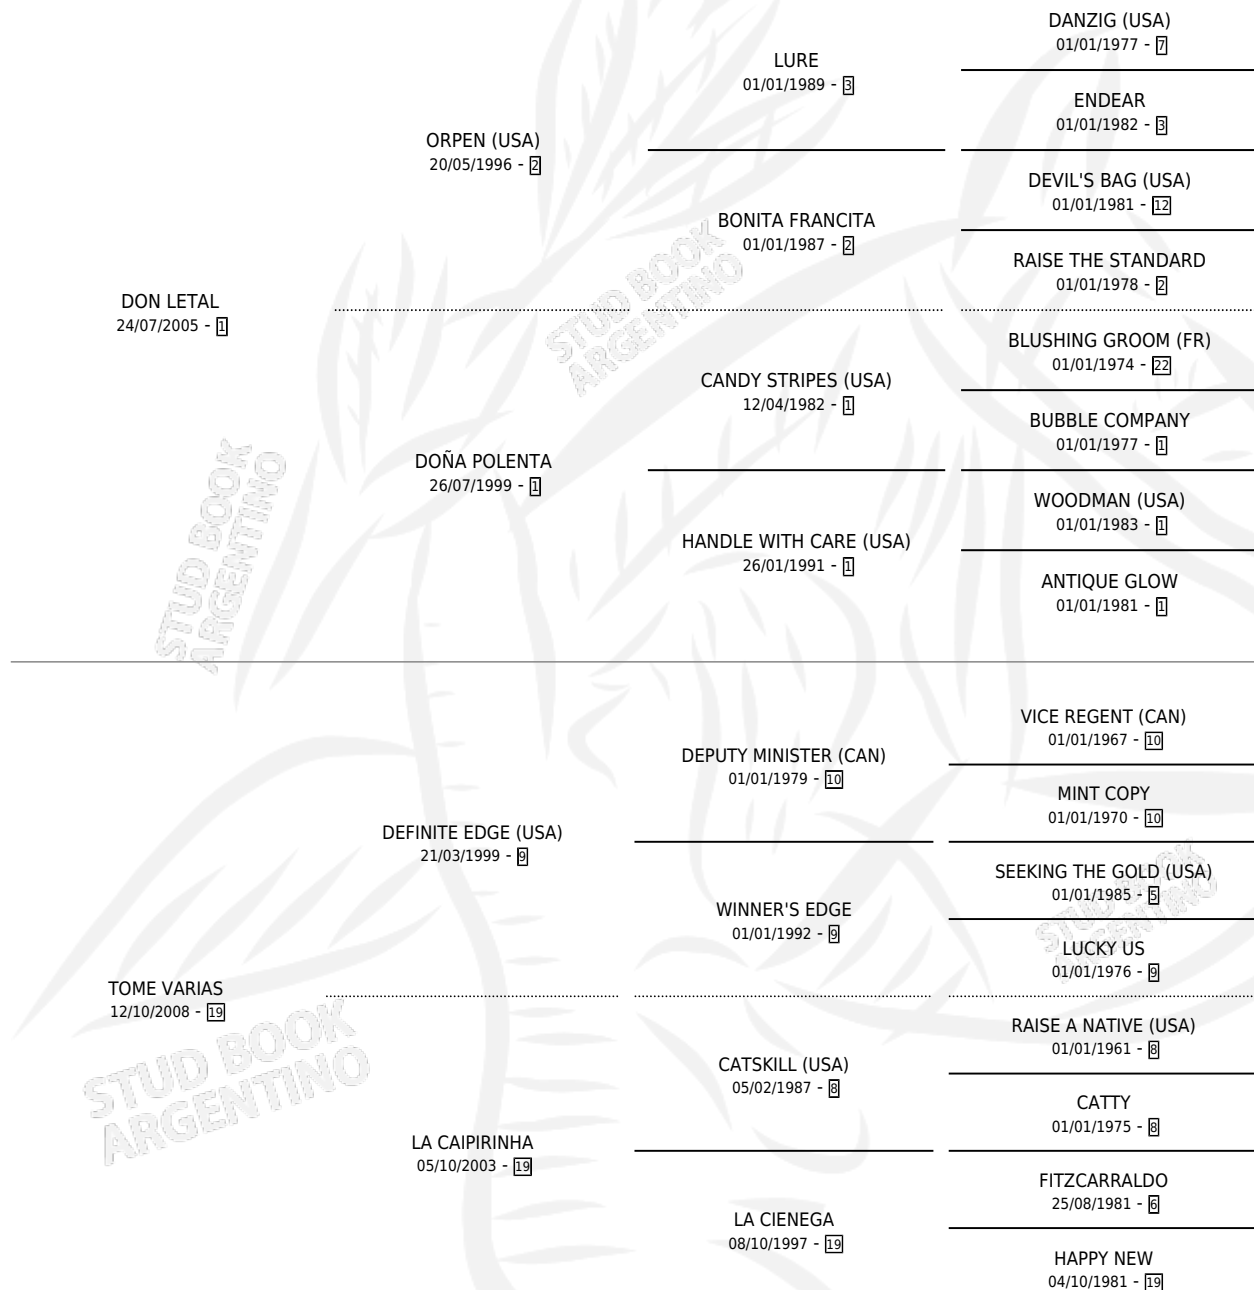 DANZIG (USA)
01/01/1977 - 7
LURE
01/01/1989 - 3
ENDEAR
01/01/1982 - 3
ORPEN (USA)
20/05/1996 - 2
DEVIL'S BAG (USA)
01/01/1981 - 12
BONITA FRANCITA
01/01/1987 - 2
RAISE THE STANDARD
01/01/1978 - 2
DON LETAL
24/07/2005 - 1
STUD BOOK
ARGENTINO
BLUSHING GROOM (FR)
01/01/1974 - 22
CANDY STRIPES (USA)
12/04/1982 - 1
BUBBLE COMPANY
01/01/1977 - 1
DOÑA POLENTA
26/07/1999 - 1
WOODMAN (USA)
01/01/1983 - 1
HANDLE WITH CARE (USA)
26/01/1991 - 1
ANTIQUE GLOW
01/01/1981 - 1
STUD BOOK
ARGENTINO
VICE REGENT (CAN)
01/01/1967 - 10
DEPUTY MINISTER (CAN)
01/01/1979 - 10
MINT COPY
01/01/1970 - 10
DEFINITE EDGE (USA)
21/03/1999 - 9
SEEKING THE GOLD (USA)
01/01/1985 - 5
WINNER'S EDGE
01/01/1992 - 9
STUD BOOK
ARGENTINO
LUCKY US
01/01/1976 - 9
TOME VARIAS
12/10/2008 - 19
RAISE A NATIVE (USA)
01/01/1961 - 8
CATSKILL (USA)
05/02/1987 - 8
CATTY
01/01/1975 - 8
STUD BOOK
ARGENTINO
LA CAIPIRINHA
05/10/2003 - 19
FITZCARRALDO
25/08/1981 - 6
LA CIENEGA
08/10/1997 - 19
HAPPY NEW
04/10/1981 - 19